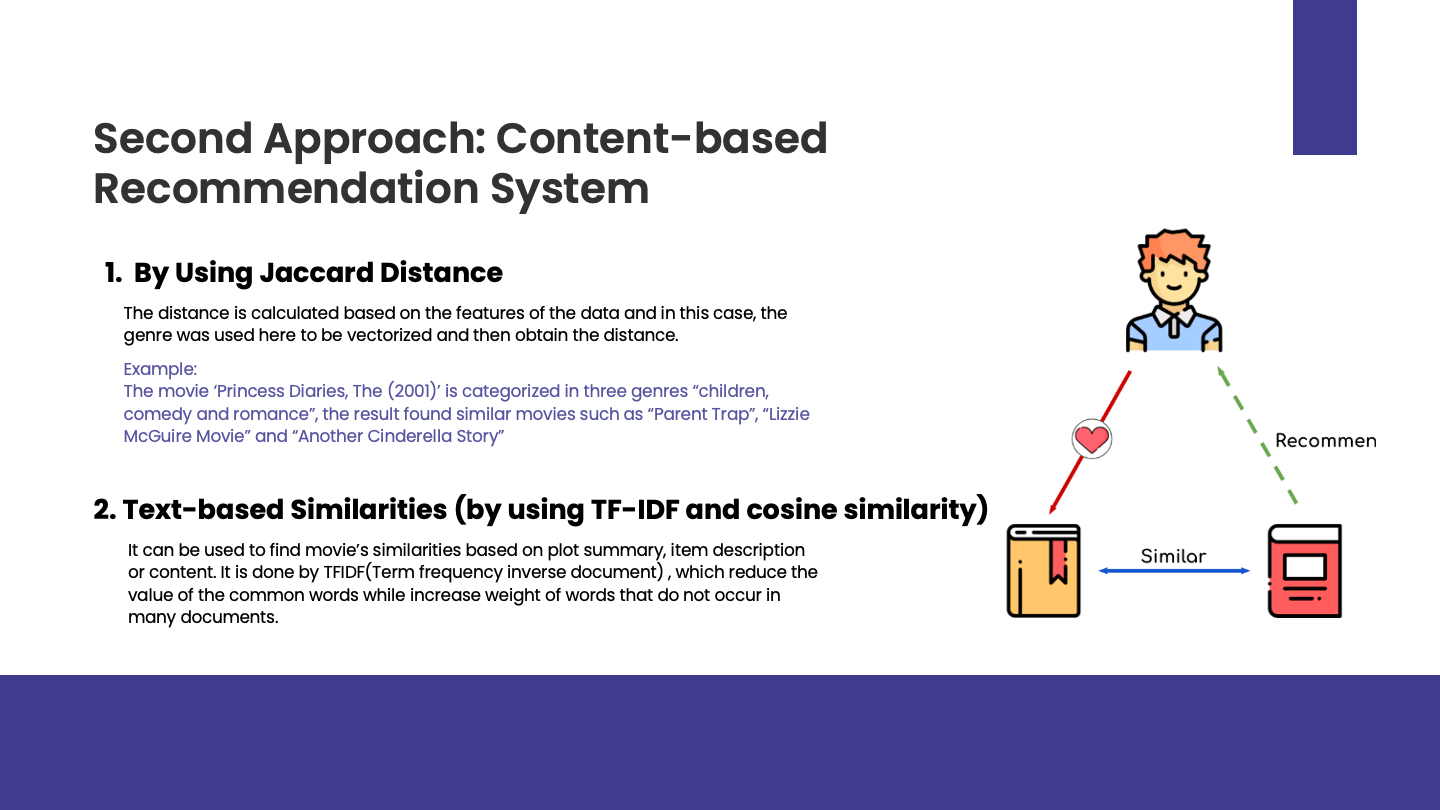 Second Approach: Content-based
Recommendation System
1. By Using Jaccard Distance
The distance is calculated based on the features of the data and in this case, the
genre was used here to be vectorized and then obtain the distance.
Example:
The movie ‘Princess Diaries, The (2001)’ is categorized in three genres “children,
comedy and romance”, the result found similar movies such as “Parent Trap”, “Lizzie
McGuire Movie” and “Another Cinderella Story”
2. Text-based Similarities (by using TF-IDF and cosine similarity)
It can be used to find movie’s similarities based on plot summary, item description
or content. It is done by TFIDF(Term frequency inverse document) , which reduce the
value of the common words while increase weight of words that do not occur in
many documents.
Recommen
Similar